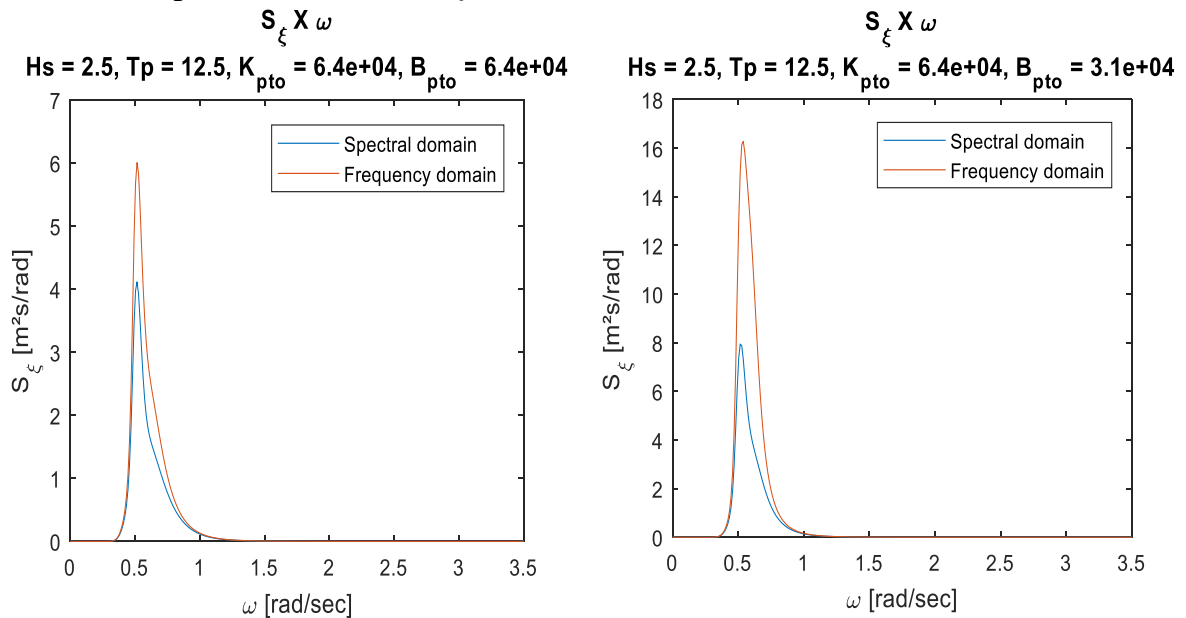 S_ξ X ω
Hs = 2.5, Tp = 12.5, K_pto = 6.4e+04, B_pto = 6.4e+04
7
6
5
4
3
2
1
0
S_ξ [m²s/rad]
Spectral domain
Frequency domain
0 0.5 1 1.5 2 2.5 3 3.5
ω [rad/sec]
S_ξ X ω
Hs = 2.5, Tp = 12.5, K_pto = 6.4e+04, B_pto = 3.1e+04
18
16
14
12
10
8
6
4
2
0
S_ξ [m²s/rad]
Spectral domain
Frequency domain
0 0.5 1 1.5 2 2.5 3 3.5
ω [rad/sec]